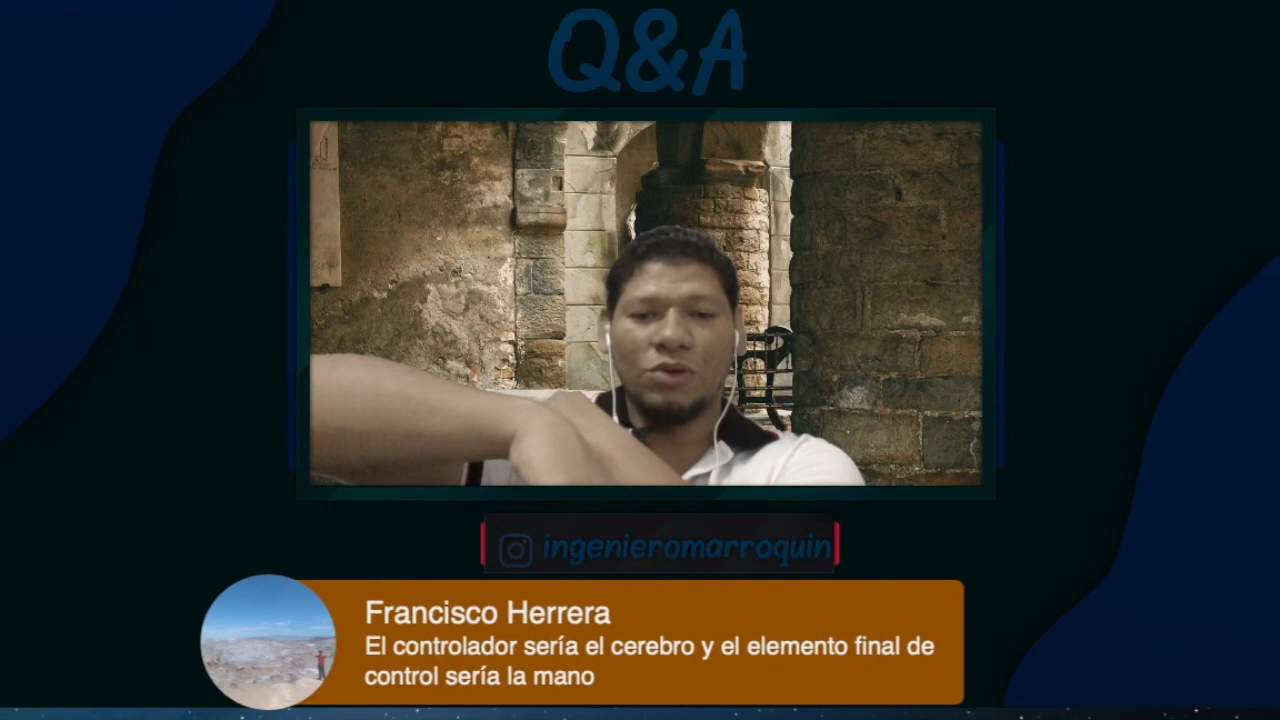 Q&A
ingenieromarroquin
Francisco Herrera
El controlador sería el cerebro y el elemento final de
control sería la mano